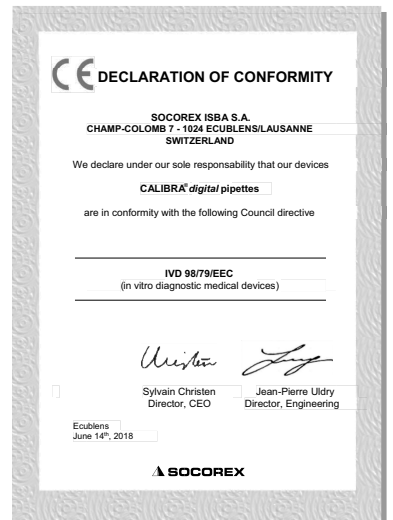 CE DECLARATION OF CONFORMITY
SOCOREX ISBA S.A.
CHAMP-COLOMB 7 - 1024 ECUBLENS/LAUSANNE
SWITZERLAND
We declare under our sole responsability that our devices
CALIBRA® digital pipettes
are in conformity with the following Council directive
IVD 98/79/EEC
(in vitro diagnostic medical devices)
Christen
Sylvain Christen Jean-Pierre Uldry
Director, CEO Director, Engineering
Ecublens
June 14th, 2018
SOCOREX